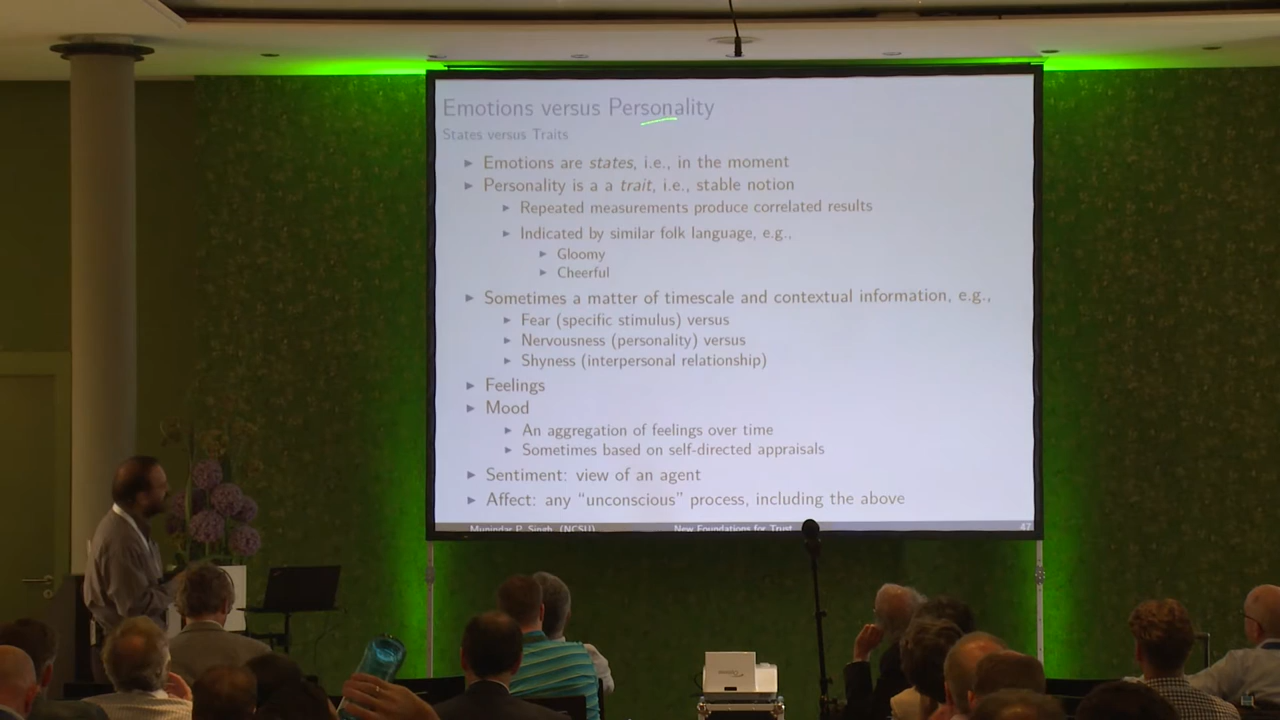 Emotions versus Personality
States versus Traits
Emotions are states, i.e., in the moment
Personality is a a trait, i.e., stable notion
Repeated measurements produce correlated results
Indicated by similar folk language, e.g.,
Gloomy
Cheerful
Sometimes a matter of timescale and contextual information, e.g.,
Fear (specific stimulus) versus
Nervousness (personality) versus
Shyness (interpersonal relationship)
Feelings
Mood
An aggregation of feelings over time
Sometimes based on self-directed appraisals
Sentiment: view of an agent
Affect: any “unconscious” process, including the above
Munindar P. Singh (NCSU) New Foundations for Trust 47